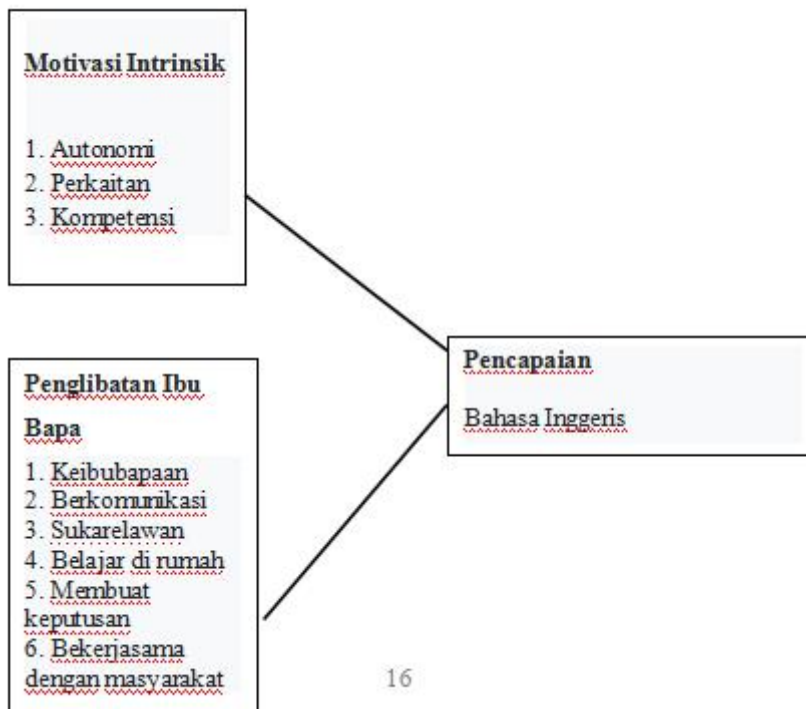 Motivasi Intrinsik
1. Autonomi
2. Perkaitan
3. Kompetensi
Penglibatan Ibu
Bapa
1. Keibubapaan
2. Berkomunikasi
3. Sukarelawan
4. Belajar di rumah
5. Membuat
keputusan
6. Bekerjasama
dengan masyarakat
Pencapaian
Bahasa Inggeris
16